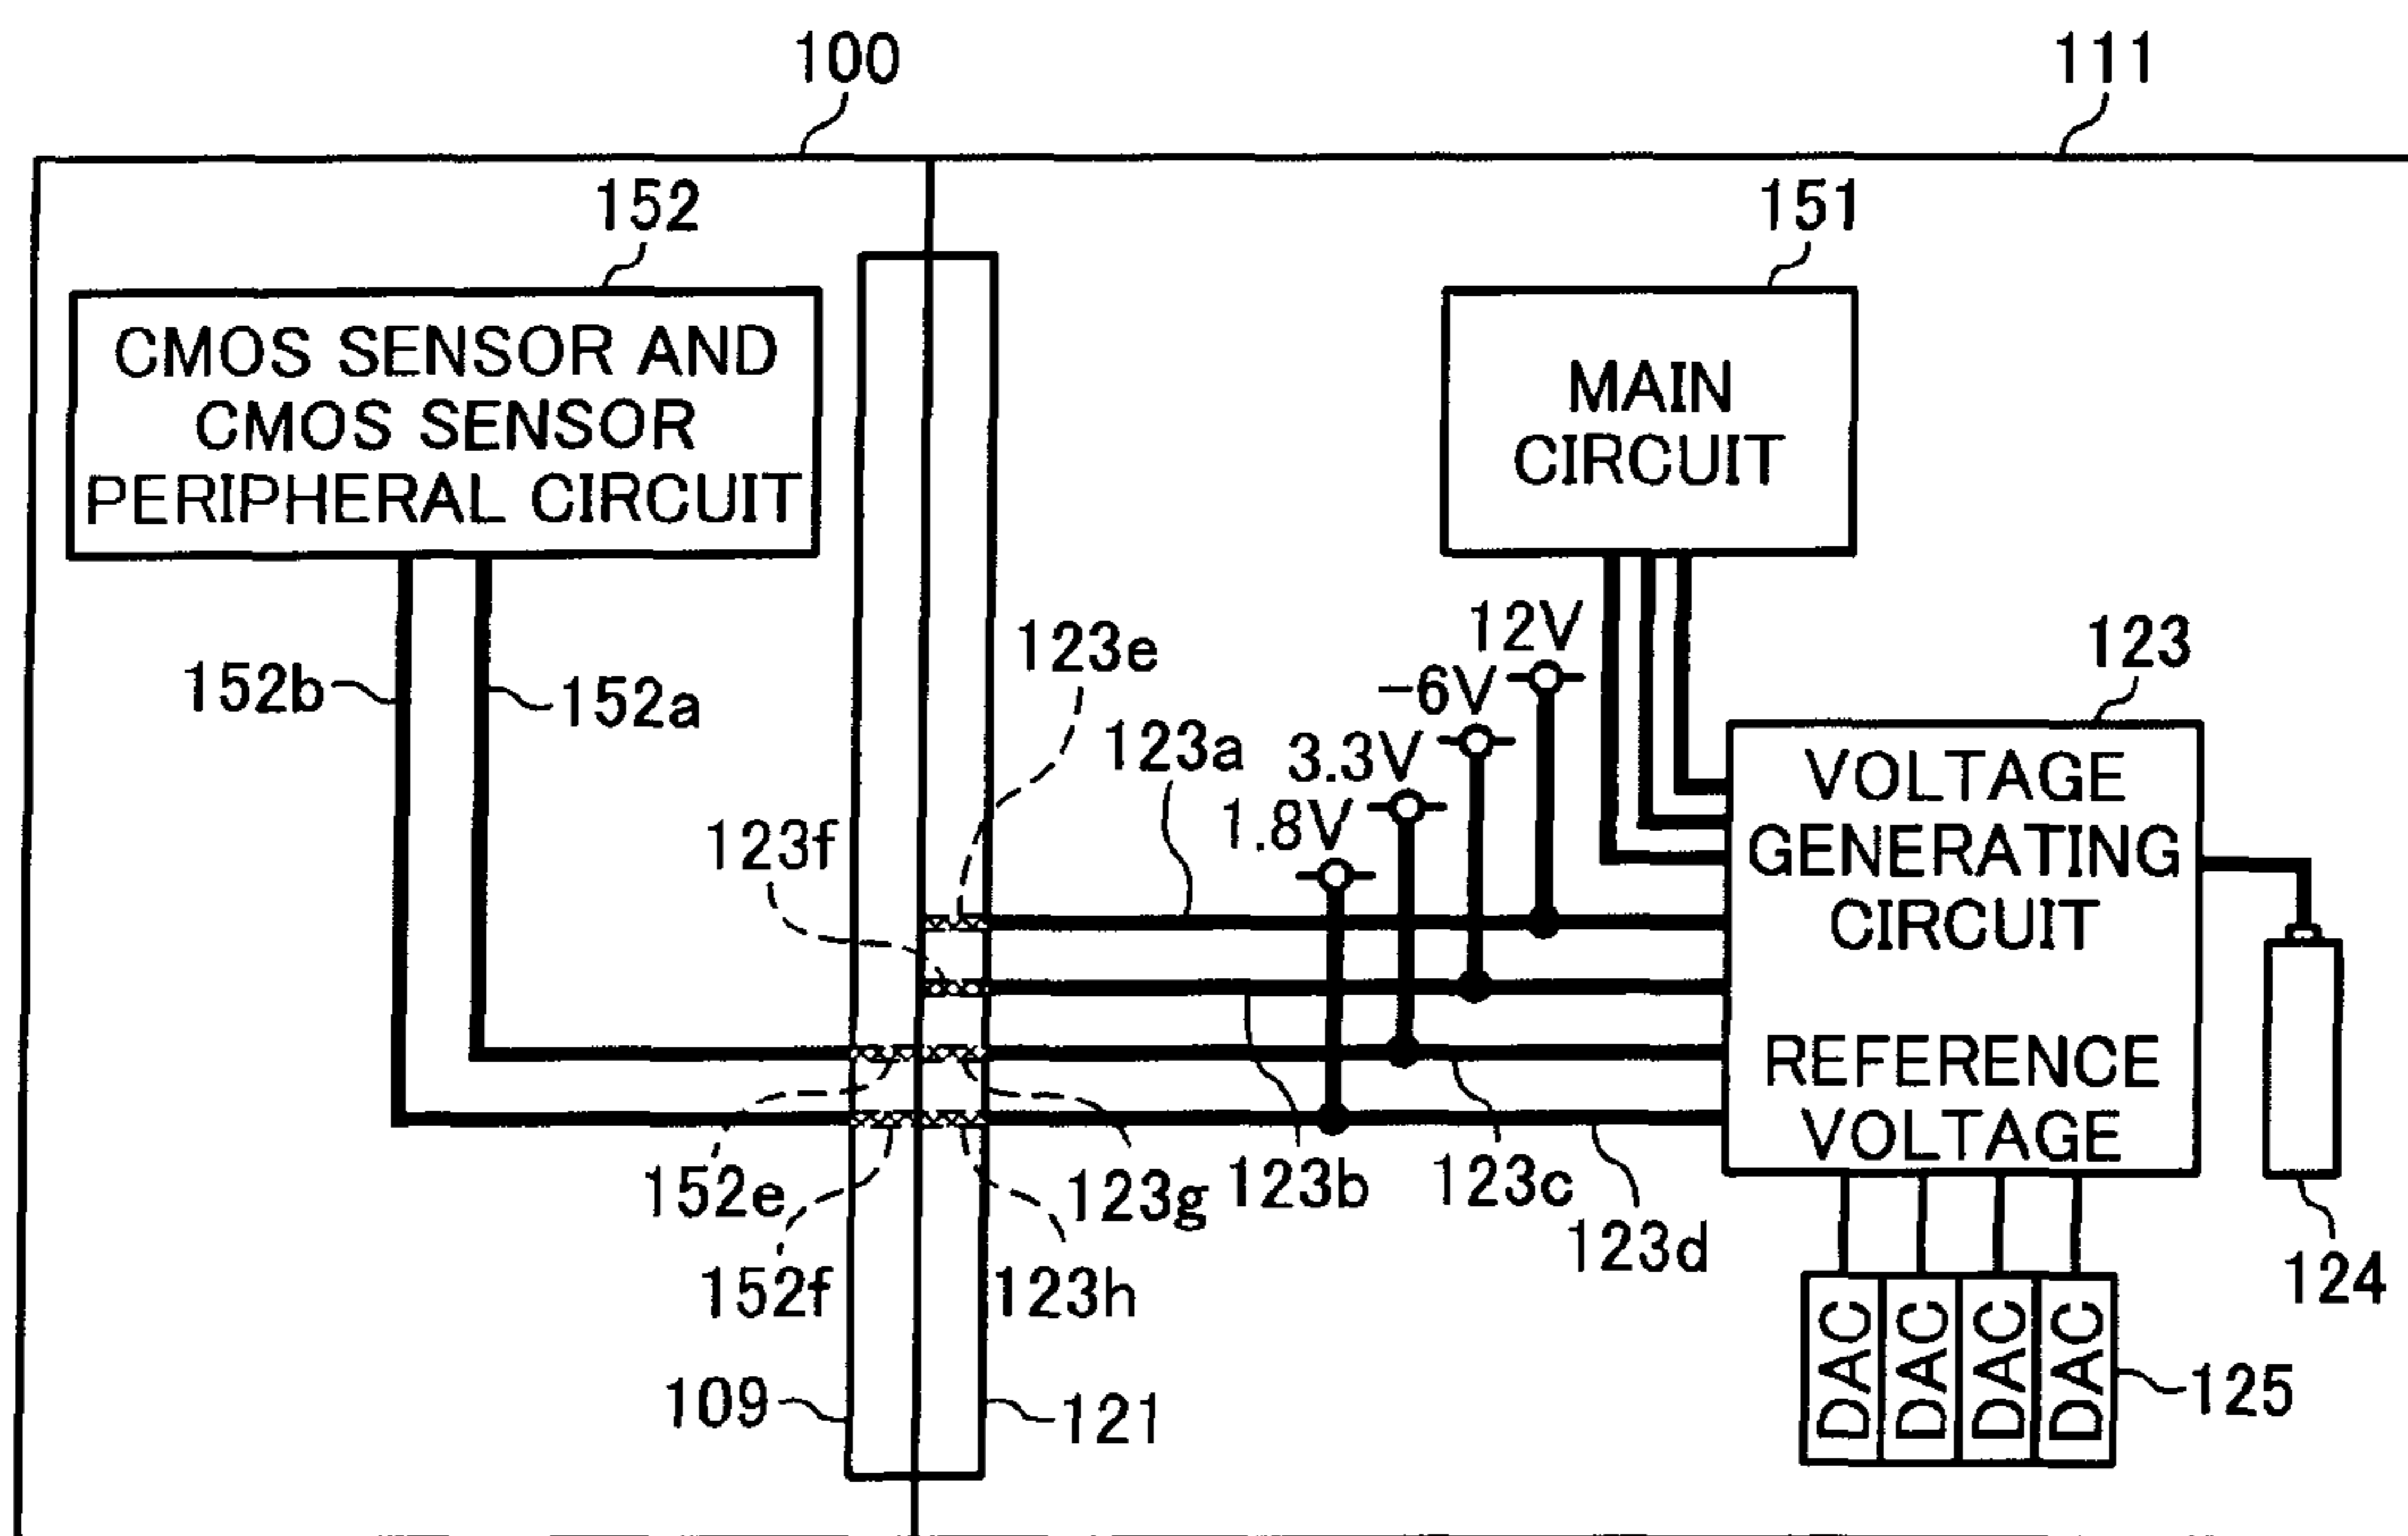 100
111
152
151
CMOS SENSOR AND
CMOS SENSOR
PERIPHERAL CIRCUIT
MAIN
CIRCUIT
12V
123e
123
-6V
152b
152a
123a
3.3V
1.8V
VOLTAGE
GENERATING
CIRCUIT
123f
REFERENCE
VOLTAGE
152e
123g
123b
123c
123d
152f
123h
124
DAC
DAC
DAC
DAC
125
109
121